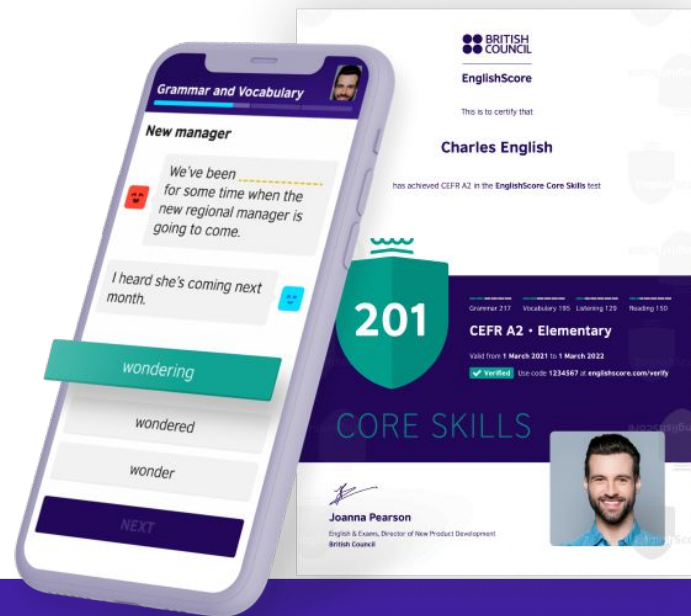 Grammar and Vocabulary
New manager
We've been
for some time when the
new regional manager is
going to come.
I heard she's coming next
month.
wondering
wondered
wonder
NEXT
BRITISH
COUNCIL
EnglishScore
This is to certify that
Charles English
has achieved CEFR A2 in the EnglishScore Core Skills test
201
Grammar 217 Vocabulary 195 Listening 129 Reading 150
CEFR A2 • Elementary
Valid from 1 March 2021 to 1 March 2022
Verified Use code 1234567 at englishscore.com/verify
CORE SKILLS
Joanna Pearson
English & Exams, Director of New Product Development
British Council